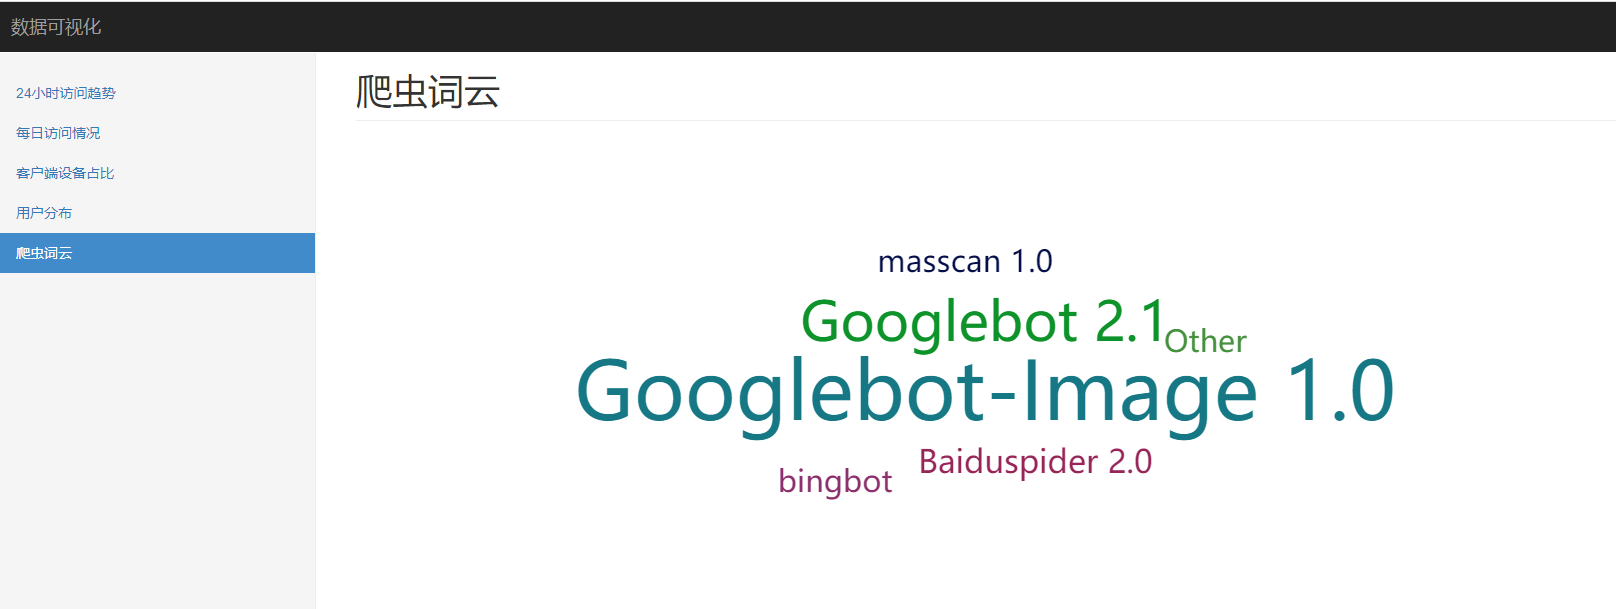 数据可视化
24小时访问趋势
每日访问情况
客户端设备占比
用户分布
爬虫词云
爬虫词云
masscan 1.0
Googlebot 2.1
Other
Googlebot-Image 1.0
Baiduspider 2.0
bingbot